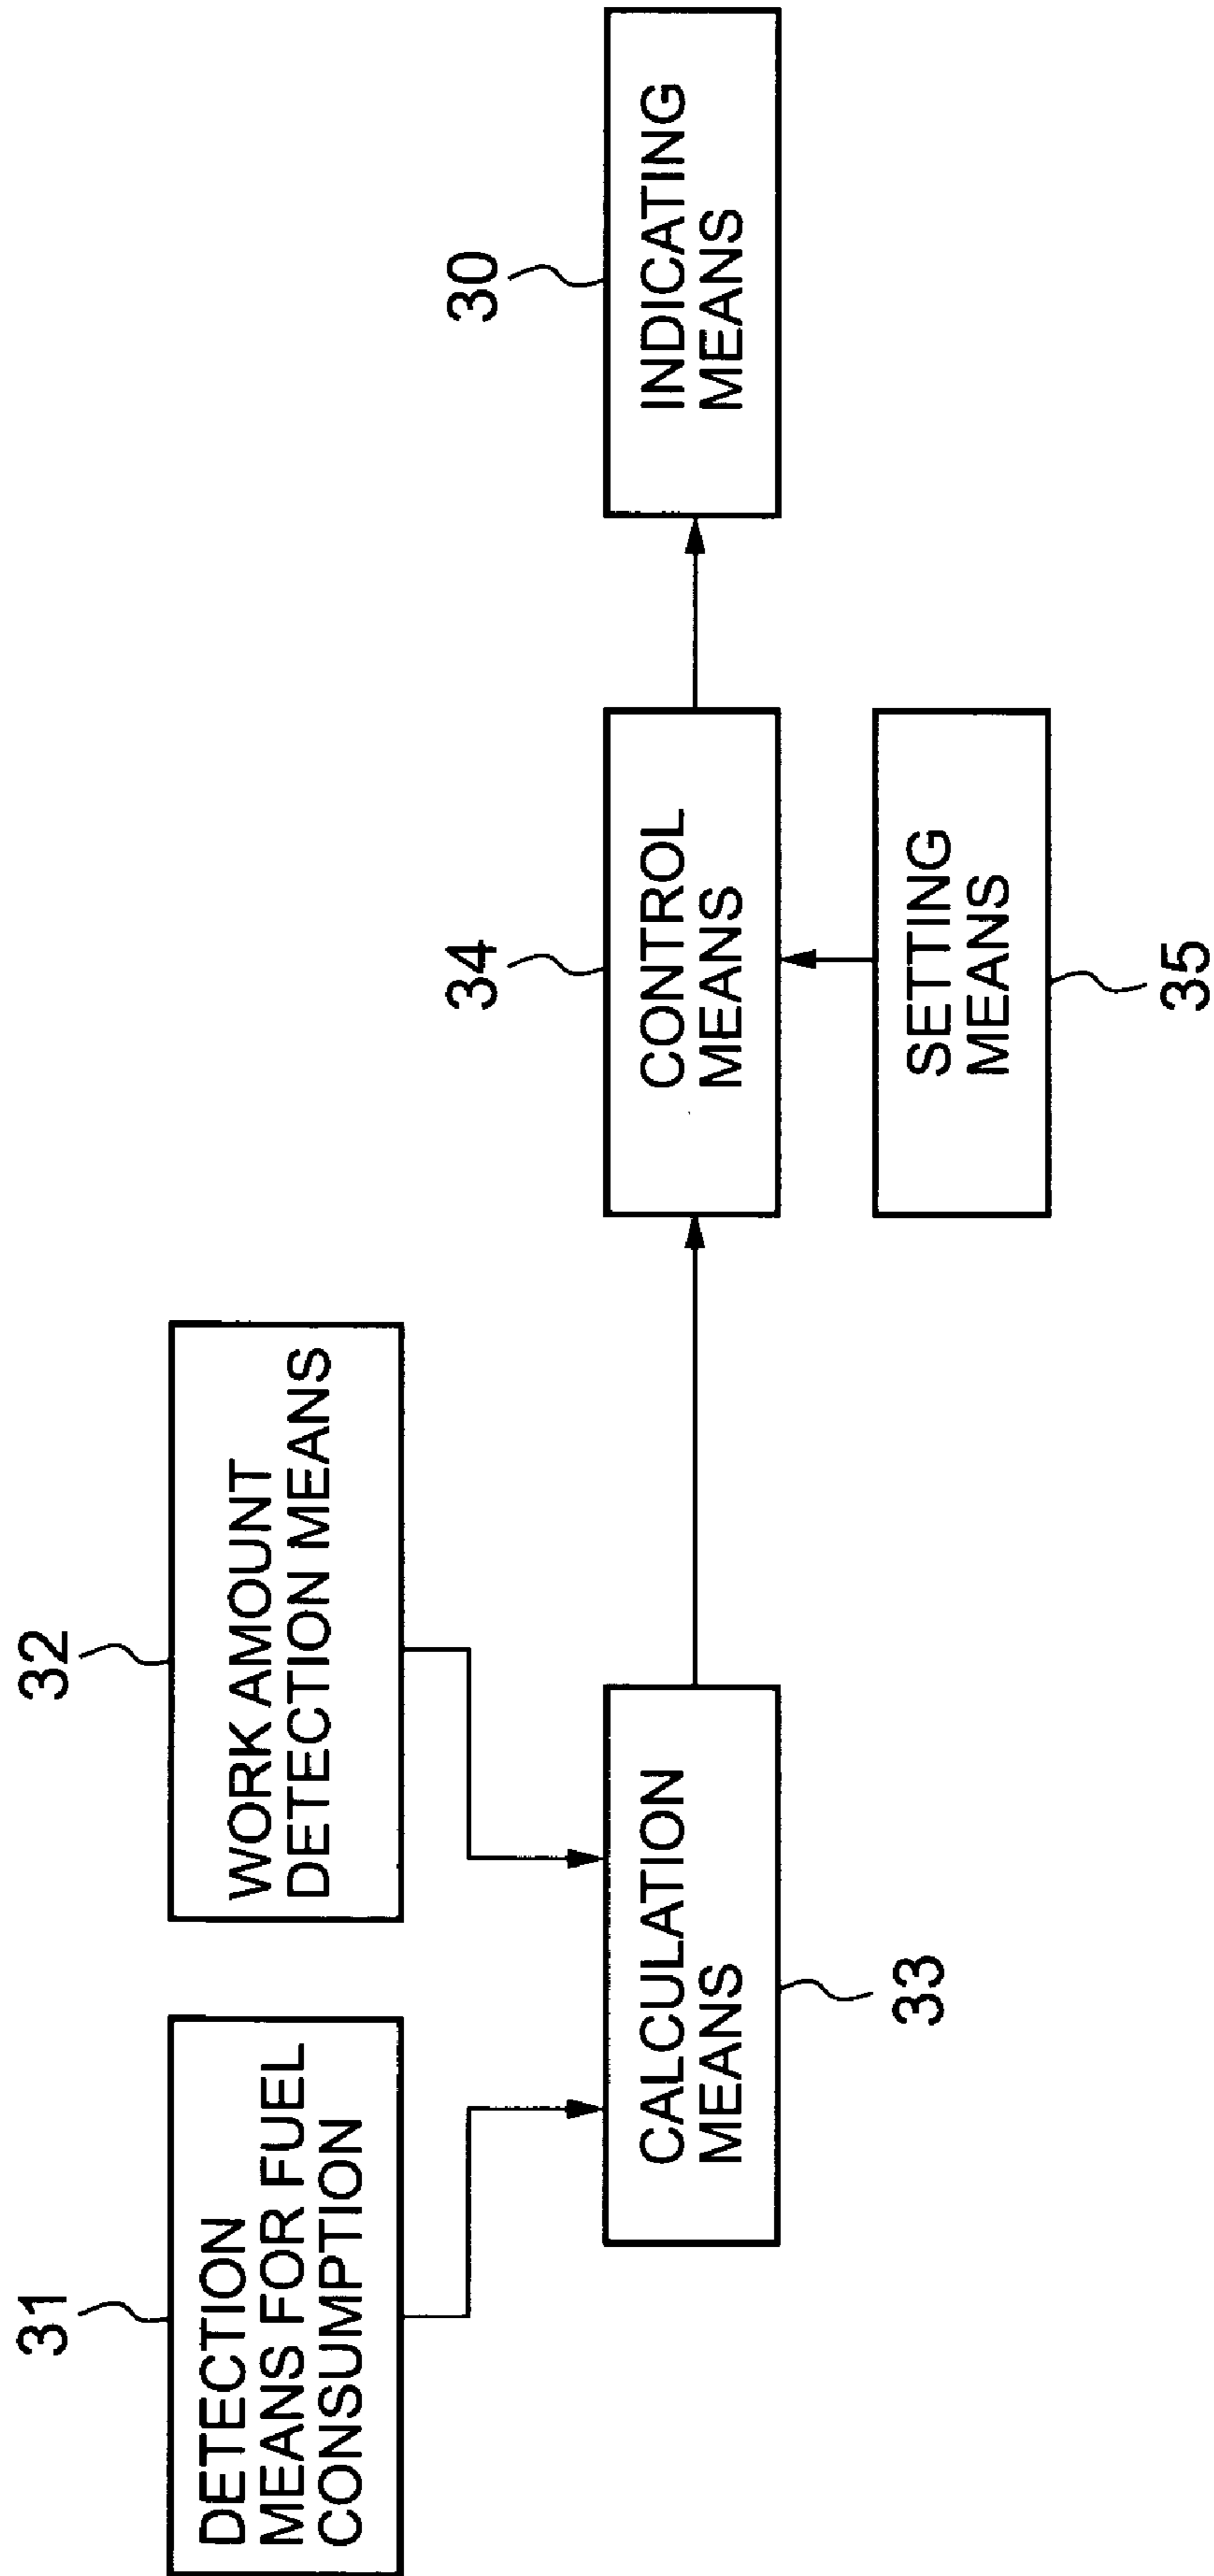 31
DETECTION
MEANS FOR FUEL
CONSUMPTION
32
WORK AMOUNT
DETECTION MEANS
CALCULATION
MEANS
33
34
CONTROL
MEANS
SETTING
MEANS
35
30
INDICATING
MEANS